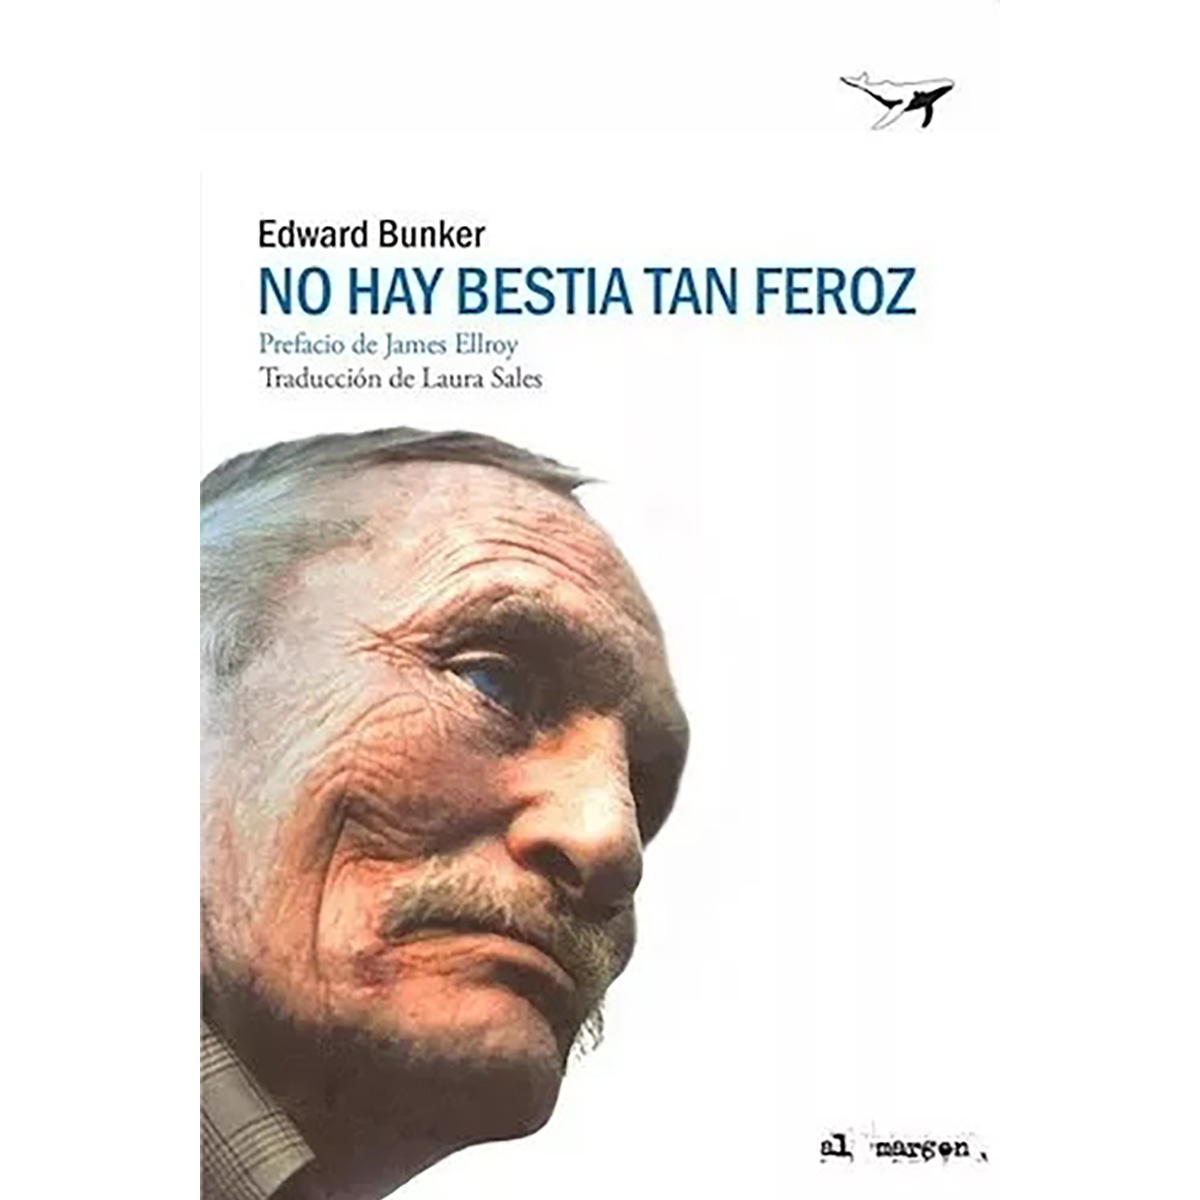 Edward Bunker
NO HAY BESTIA TAN FEROZ
Prefacio de James Ellroy
Traducción de Laura Sales
al margen.